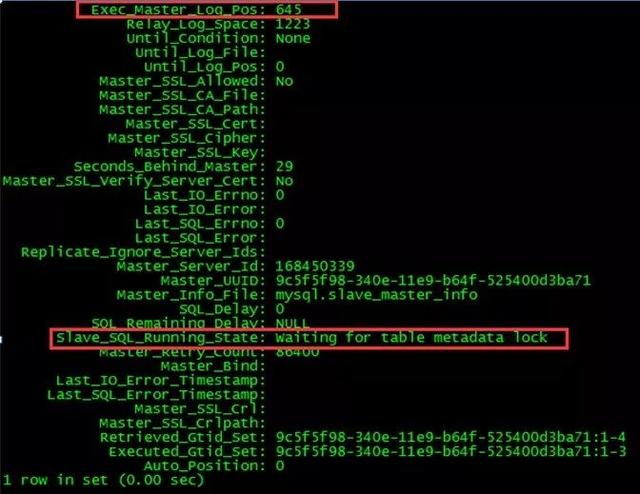 Exec_Master_Log_Pos: 645
Relay_Log_Space: 1223
Until_Condition: None
Until_Log_File:
Until_Log_Pos: 0
Master_SSL_Allowed: No
Master_SSL_CA_File:
Master_SSL_CA_Path:
Master_SSL_Cert:
Master_SSL_Cipher:
Master_SSL_Key:
Seconds_Behind_Master: 29
Master_SSL_Verify_Server_Cert: No
Last_IO_Errno: 0
Last_IO_Error:
Last_SQL_Errno: 0
Last_SQL_Error:
Replicate_Ignore_Server_Ids:
Master_Server_Id: 168450339
Master_UUID: 9c5f5f98-340e-11e9-b64f-525400d3ba71
Master_Info_File: mysql.slave_master_info
SQL_Delay: 0
SQL_Remaining_Delay: NULL
Slave_SQL_Running_State: Waiting for table metadata lock
Master_Retry_Count: 86400
Master_Bind:
Last_IO_Error_Timestamp:
Last_SQL_Error_Timestamp:
Master_SSL_Crl:
Master_SSL_Crlpath:
Retrieved_Gtid_Set: 9c5f5f98-340e-11e9-b64f-525400d3ba71:1-4
Executed_Gtid_Set: 9c5f5f98-340e-11e9-b64f-525400d3ba71:1-3
Auto_Position: 0
1 row in set (0.00 sec)